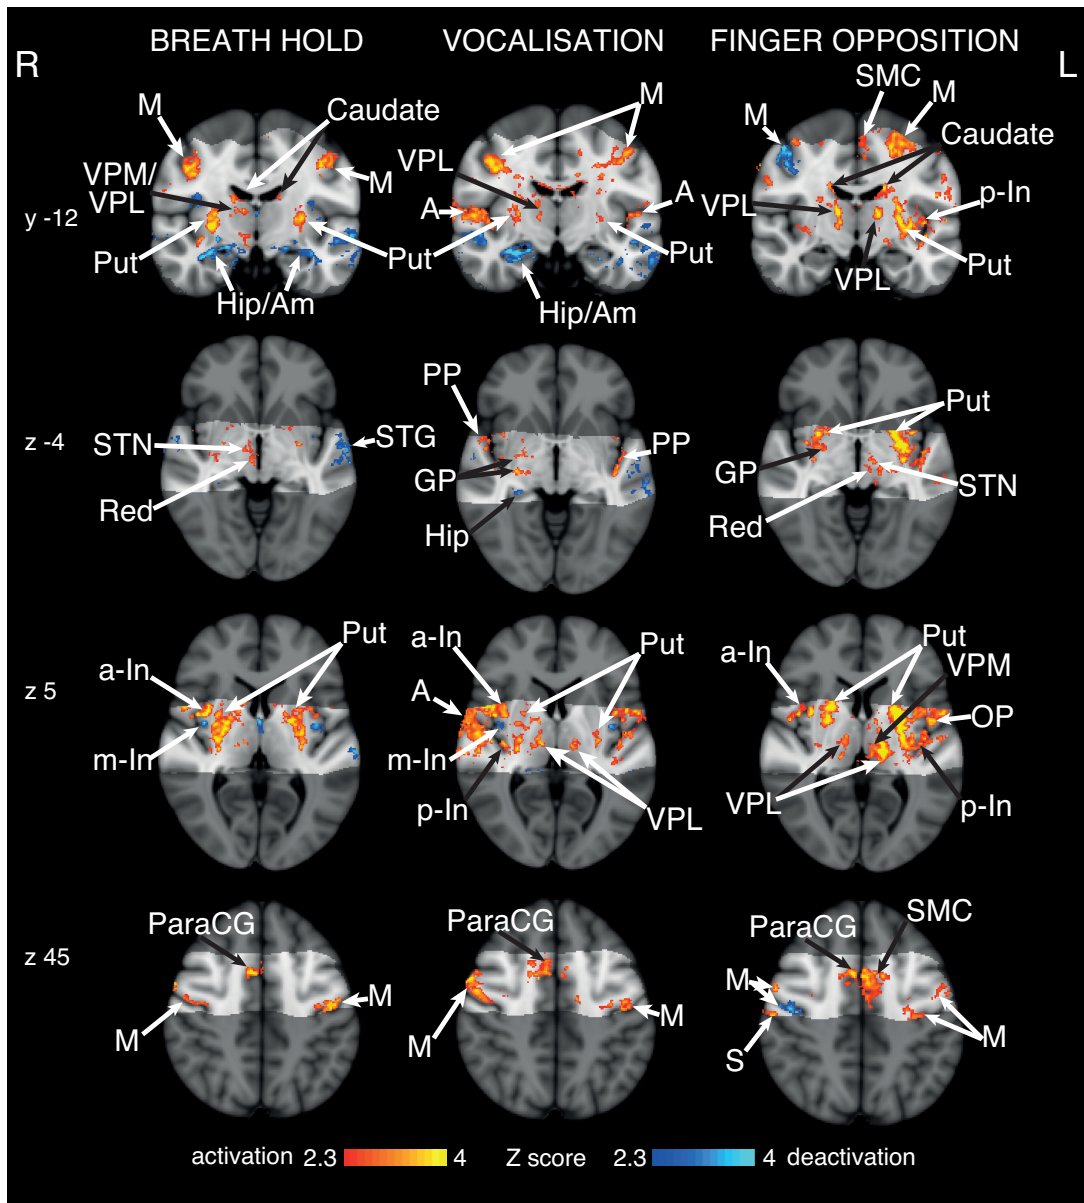 BREATH HOLD VOCALISATION FINGER OPPOSITION
R L
y -12
M Caudate M VPM/ VPL Put Hip/Am
M VPL A A Put Put Hip/Am
SMC M M Caudate VPL p-In VPL Put
z -4
STN STG Red
PP PP GP Hip
Put GP STN Red
z 5
Put a-In m-In
a-In Put A m-In p-In VPL
a-In Put VPM OP VPL p-In
z 45
ParaCG M M
ParaCG M M
ParaCG SMC M S M
activation 2.3 4 Z score 2.3 4 deactivation